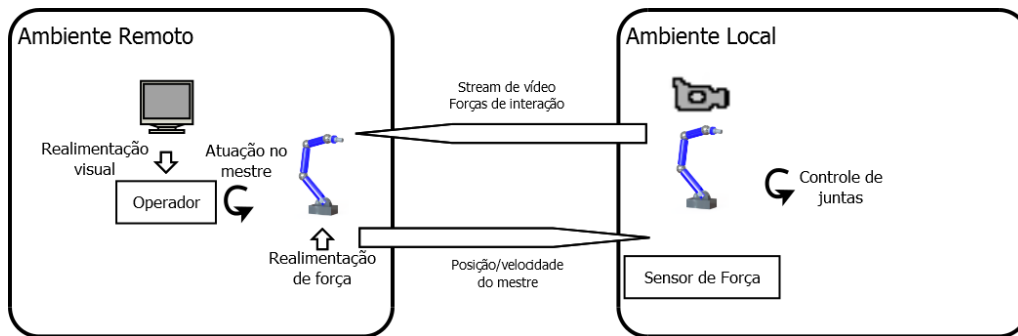 Ambiente Remoto
Realimentação
visual
Operador
Atuação no
mestre
Realimentação
de força
Stream de vídeo
Forças de interação
Posição/velocidade
do mestre
Ambiente Local
Controle de
juntas
Sensor de Força